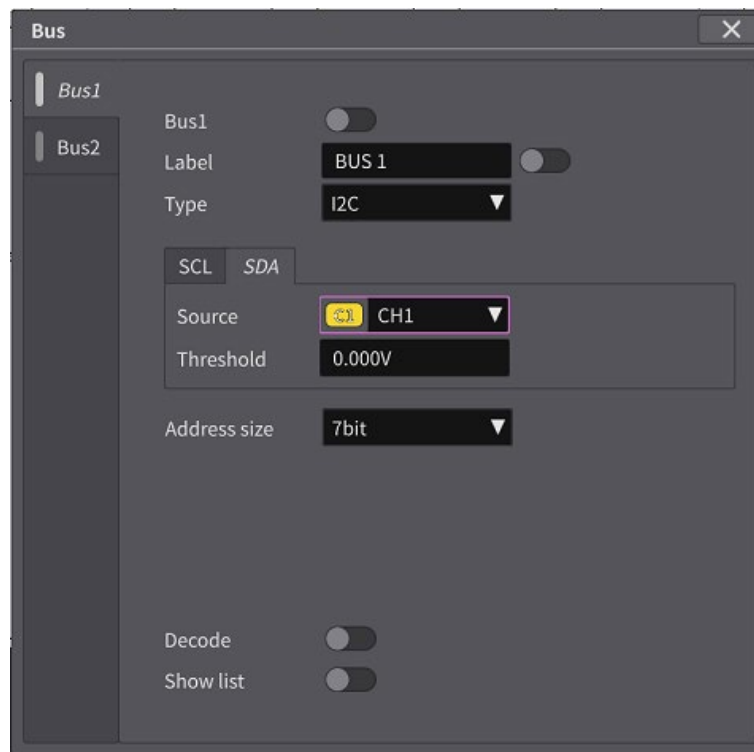 Bus
Bus1
Bus2
Bus1
Label BUS 1
Type I2C
SCL SDA
Source C1 CH1
Threshold 0.000V
Address size 7bit
Decode
Show list